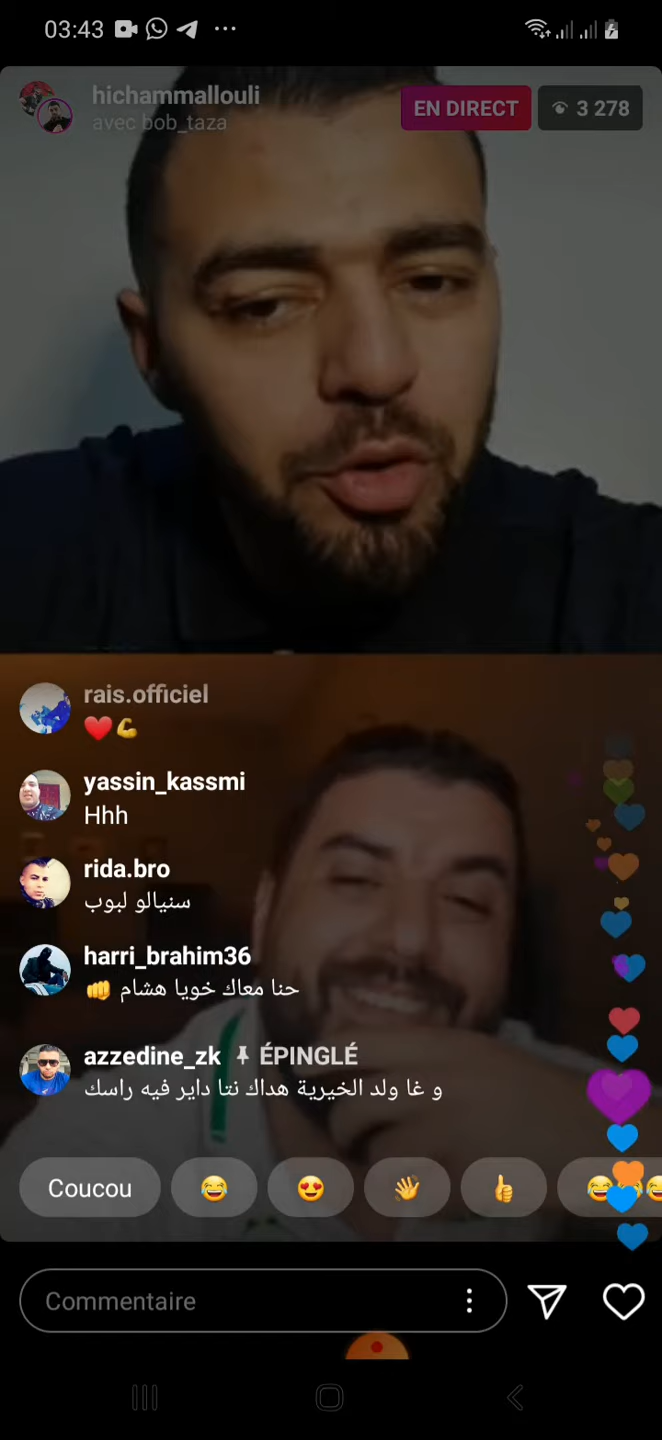 03:43
hichammallouli
avec bob_taza
EN DIRECT
3 278
rais.officiel
❤️💪
yassin_kassmi
Hhh
rida.bro
سنيالو لبوب
harri_brahim36
حنا معاك خويا هشام 👊
azzedine_zk ÉPINGLÉ
و غا ولد الخيرية هداك نتا داير فيه راسك
Coucou
Commentaire